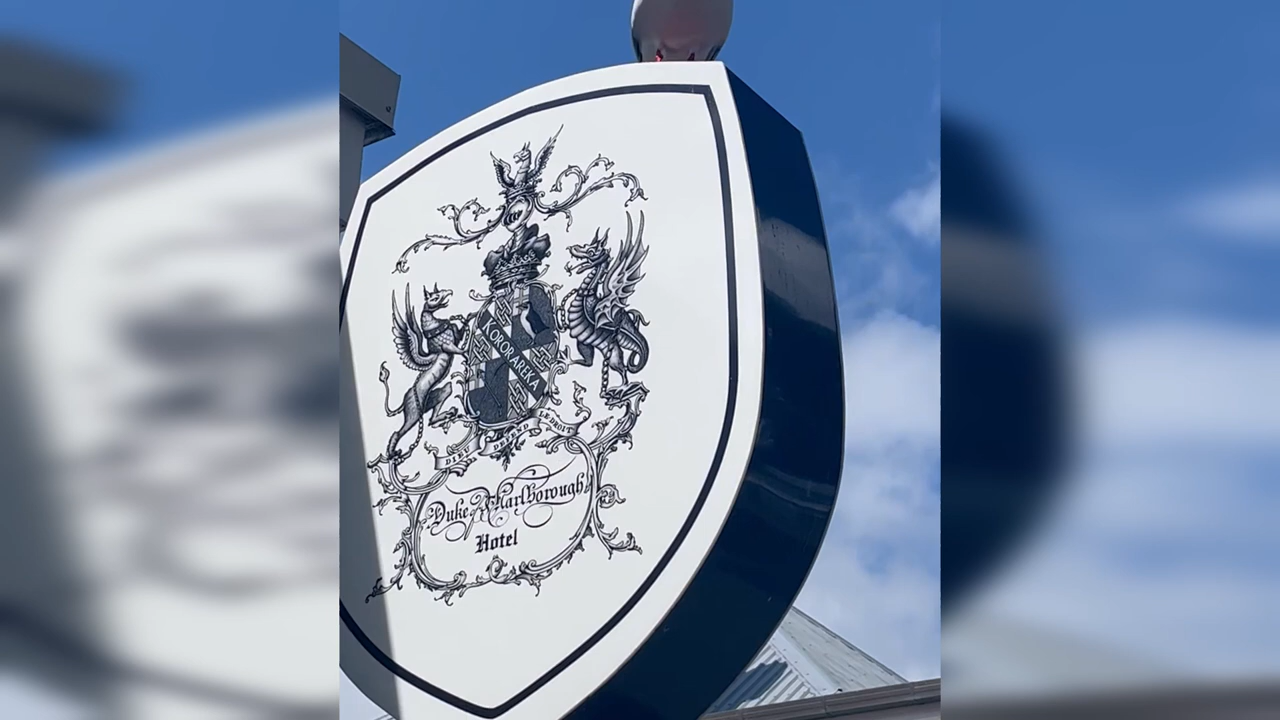 KORORAREKA
DIEU DEFEND LE DROIT
Duke of Marlborough
Hotel